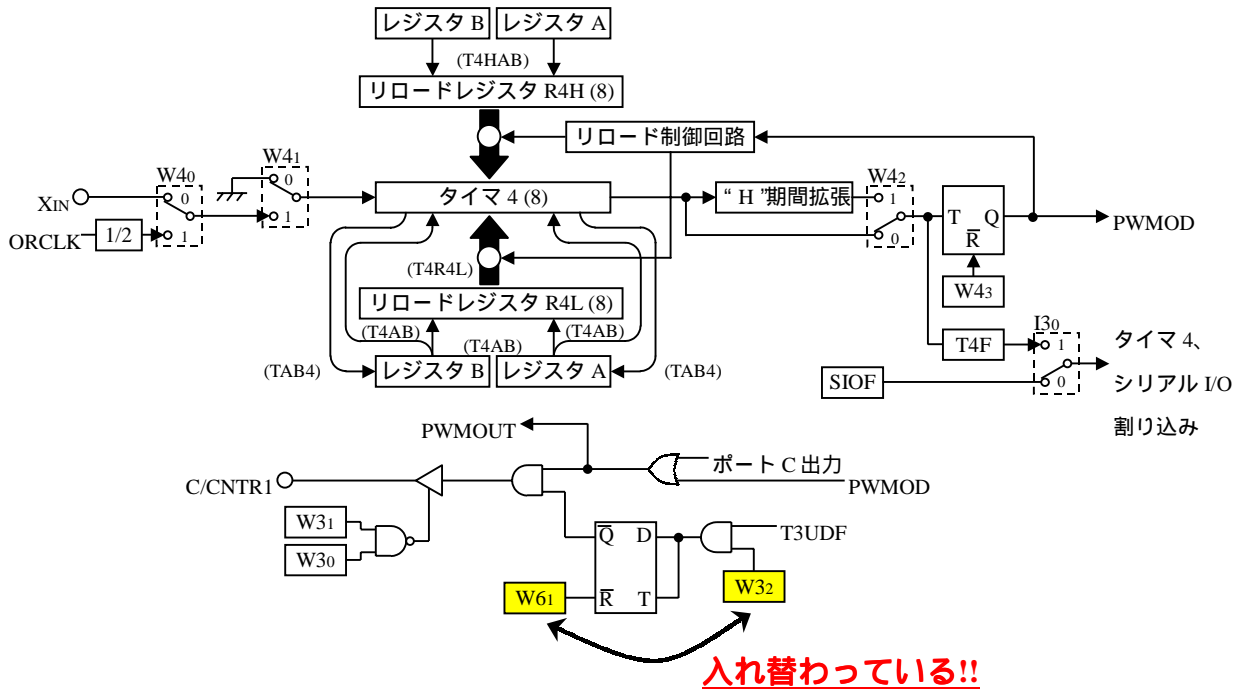 レジスタ B
レジスタ A
(T4HAB)
リロードレジスタ R4H (8)
リロード制御回路
W40
W41
0
1
0
1
XIN
ORCLK
1/2
タイマ 4 (8)
“ H ”期間拡張
W42
1
0
T
Q
R
W43
PWMOD
(T4R4L)
リロードレジスタ R4L (8)
(T4AB)
(T4AB)
(T4AB)
(TAB4)
レジスタ B
レジスタ A
(TAB4)
T4F
SIOF
I30
1
0
タイマ 4、
シリアル I/O
割り込み
PWMOUT
ポート C 出力
PWMOD
C/CNTR1
W31
W30
Q
D
R
T
T3UDF
W61
W32
入れ替わっている!!